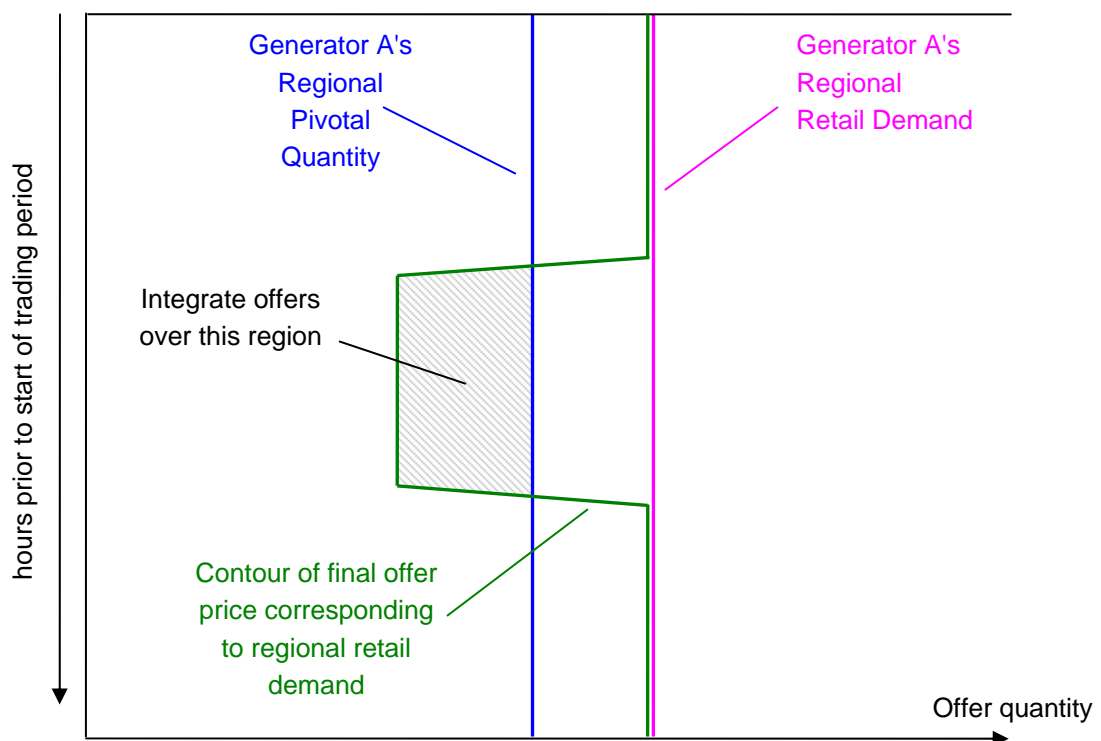 Generator A's
Regional
Pivotal
Quantity
Generator A's
Regional
Retail Demand
hours prior to start of trading period
Integrate offers
over this region
Contour of final offer
price corresponding
to regional retail
demand
Offer quantity